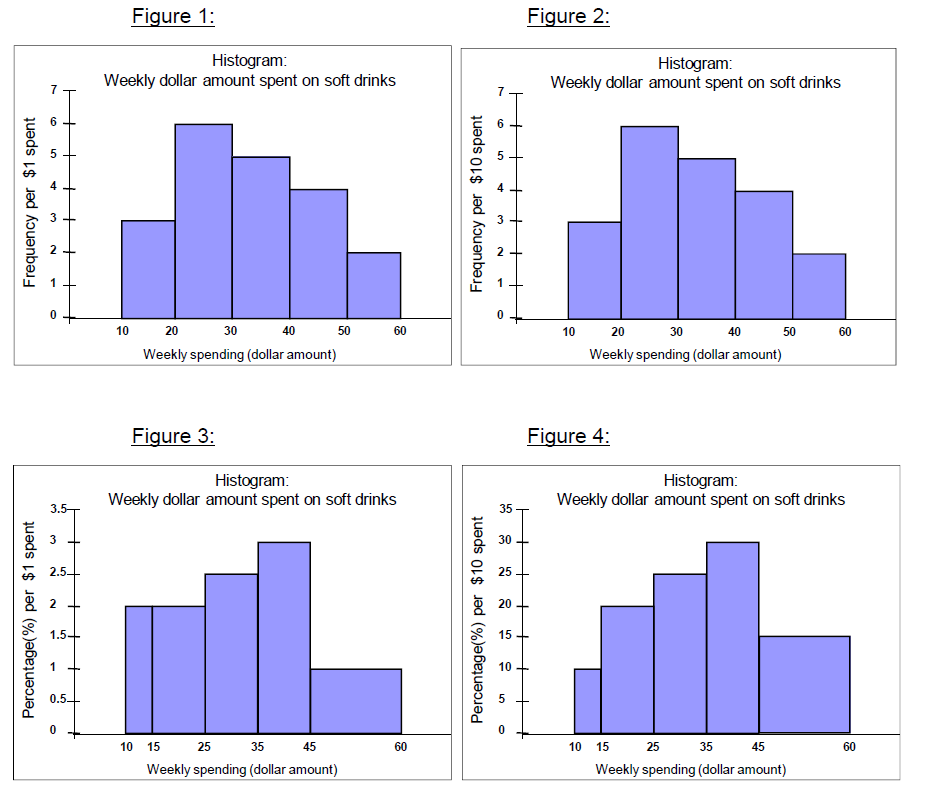 Figure 1:
Histogram:
Weekly dollar amount spent on soft drinks
Frequency per $1 spent
7
6
5
4
3
2
1
0
10 20 30 40 50 60
Weekly spending (dollar amount)
Figure 2:
Histogram:
Weekly dollar amount spent on soft drinks
Frequency per $10 spent
7
6
5
4
3
2
1
0
10 20 30 40 50 60
Weekly spending (dollar amount)
Figure 3:
Histogram:
Weekly dollar amount spent on soft drinks
Percentage(%) per $1 spent
3.5
3
2.5
2
1.5
1
0.5
0
10 15 25 35 45 60
Weekly spending (dollar amount)
Figure 4:
Histogram:
Weekly dollar amount spent on soft drinks
Percentage(%) per $10 spent
35
30
25
20
15
10
5
0
10 15 25 35 45 60
Weekly spending (dollar amount)